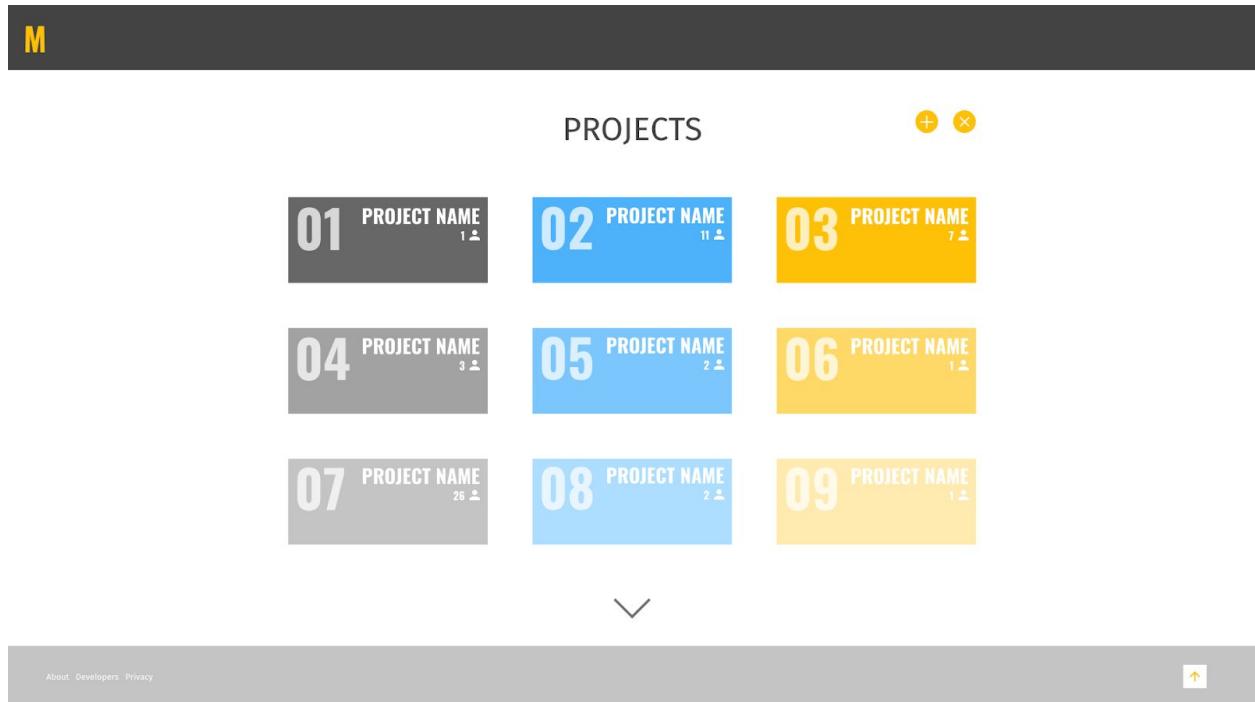 M
PROJECTS
01 PROJECT NAME
1
02 PROJECT NAME
11
03 PROJECT NAME
7
04 PROJECT NAME
3
05 PROJECT NAME
2
06 PROJECT NAME
1
07 PROJECT NAME
26
08 PROJECT NAME
2
09 PROJECT NAME
1
About Developers Privacy